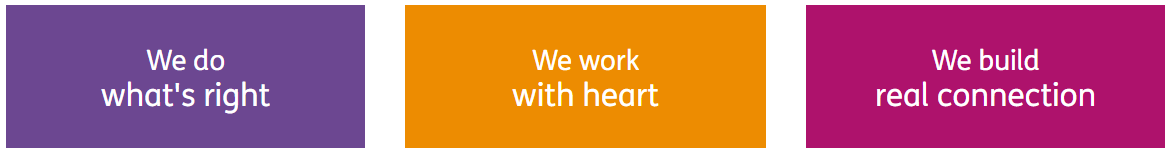 We do
what's right
We work
with heart
We build
real connection